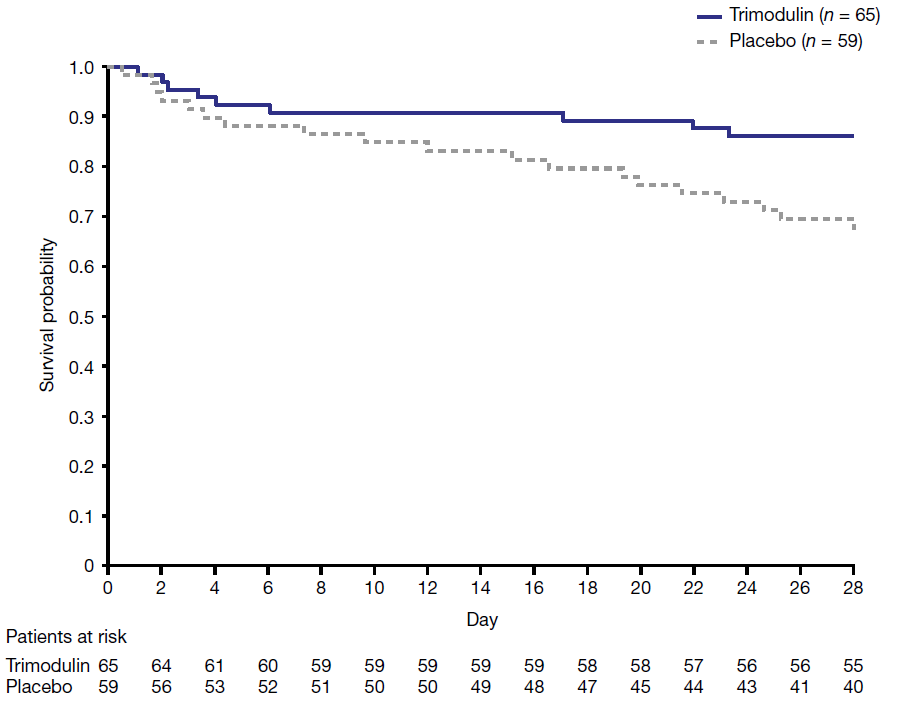 Trimodulin (n = 65)
Placebo (n = 59)
1.0
0.9
0.8
0.7
0.6
0.5
0.4
0.3
0.2
0.1
0
Survival probability
0 2 4 6 8 10 12 14 16 18 20 22 24 26 28
Day
Patients at risk
Trimodulin 65 64 61 60 59 59 59 59 59 58 58 57 56 56 55
Placebo 59 56 53 52 51 50 50 49 48 47 45 44 43 41 40